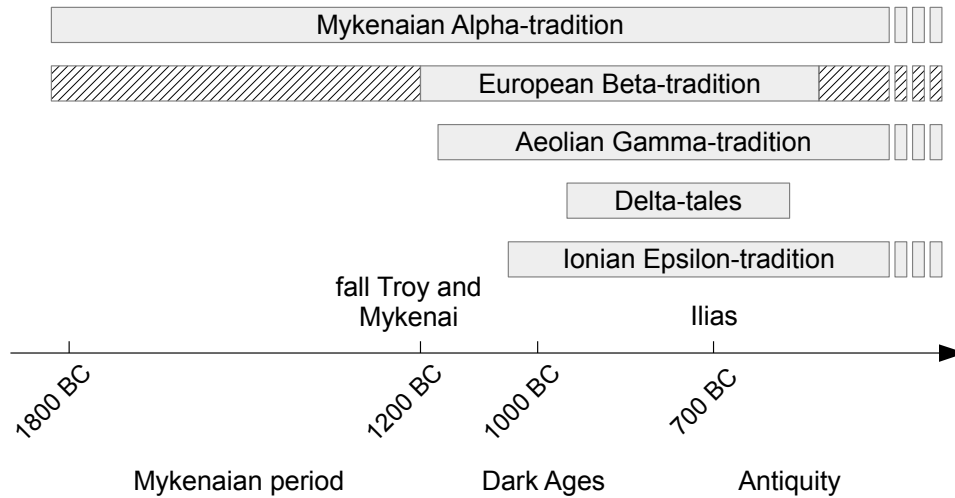 Mykenaian Alpha-tradition
European Beta-tradition
Aeolian Gamma-tradition
Delta-tales
Ionian Epsilon-tradition
fall Troy and
Mykenai
Ilias
1800 BC
1200 BC
1000 BC
700 BC
Mykenaian period
Dark Ages
Antiquity